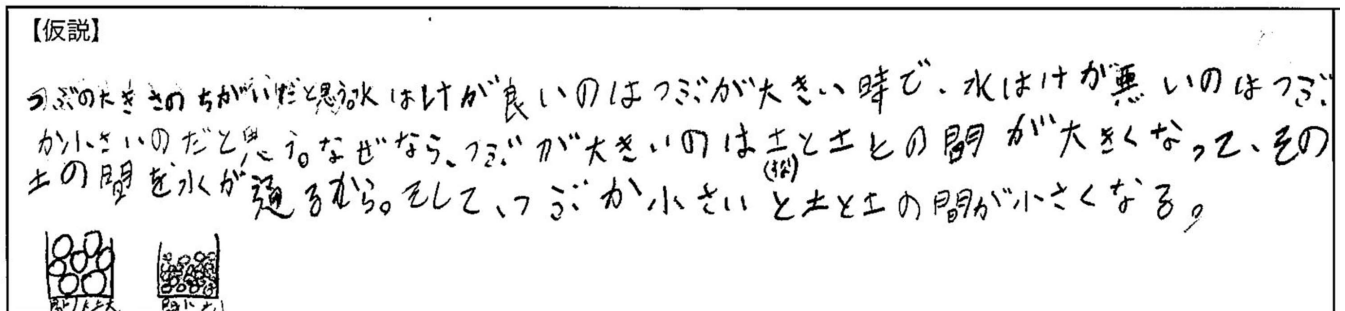 【仮説】
つぶの大きさのちがいだと思う。水はけが良いのはつぶが大きい時で、水はけが悪いのはつぶ
が小さいのだと思う。なぜなら、つぶが大きいのは土と土との間が大きくなって、その
(すな)
土の間を水が通るから。そして、つぶが小さいと土と土の間が小さくなる。